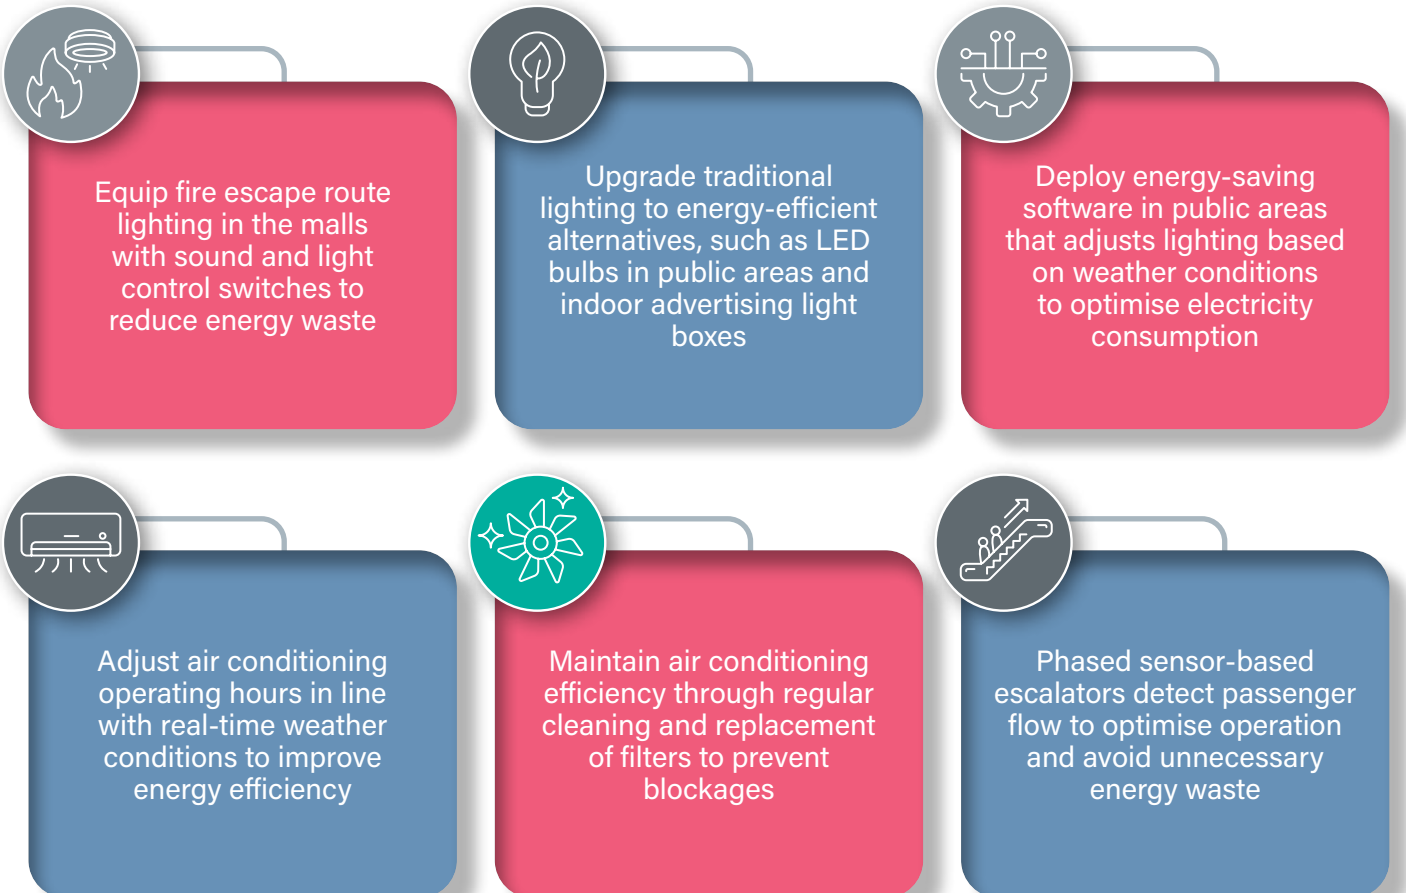 Equip fire escape route
lighting in the malls
with sound and light
control switches to
reduce energy waste
Upgrade traditional
lighting to energy-efficient
alternatives, such as LED
bulbs in public areas and
indoor advertising light
boxes
Deploy energy-saving
software in public areas
that adjusts lighting based
on weather conditions
to optimise electricity
consumption
Adjust air conditioning
operating hours in line
with real-time weather
conditions to improve
energy efficiency
Maintain air conditioning
efficiency through regular
cleaning and replacement
of filters to prevent
blockages
Phased sensor-based
escalators detect passenger
flow to optimise operation
and avoid unnecessary
energy waste